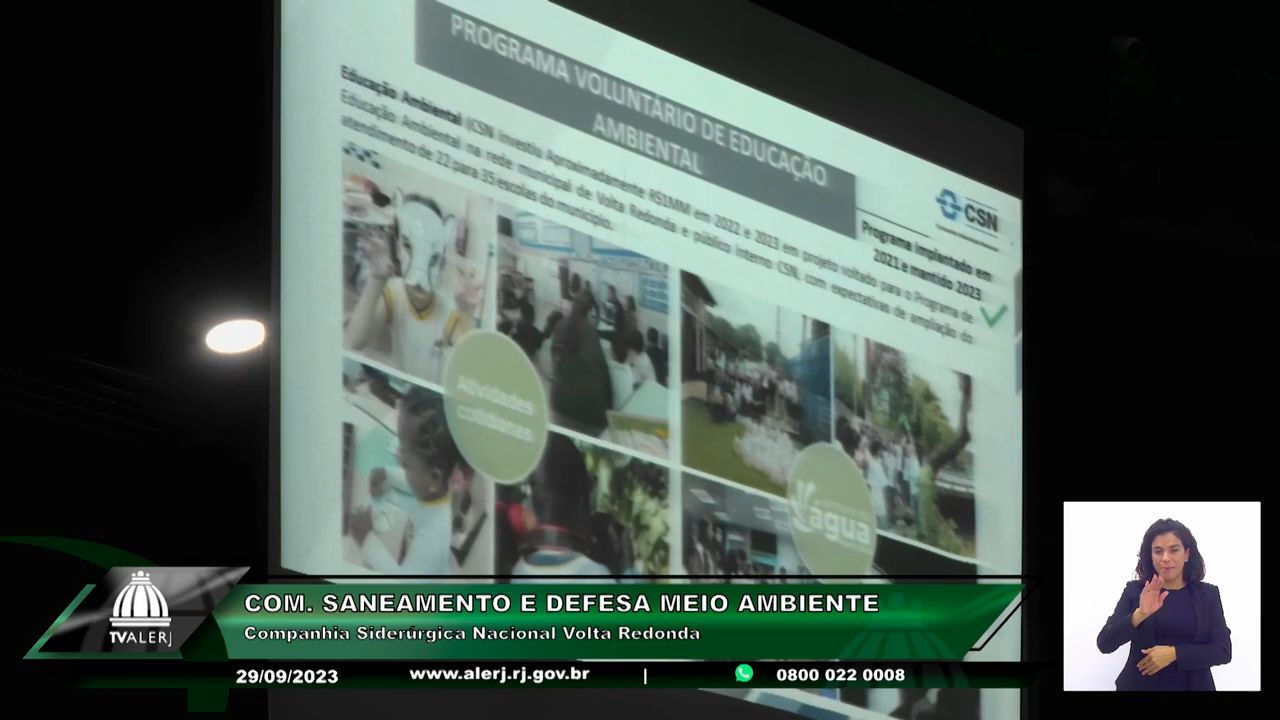 PROGRAMA VOLUNTÁRIO DE EDUCAÇÃO
AMBIENTAL
CSN
Programa implantado em
2021 e mantido 2023
Educação Ambiental (CSN investiu Aproximadamente R$1MM em 2022 e 2023 em projeto voltado para o Programa de
Educação Ambiental na rede municipal de Volta Redonda e público interno CSN, com expectativas de ampliação do
atendimento de 22 para 35 escolas do município.
Atividades
cotidianas
água
COM. SANEAMENTO E DEFESA MEIO AMBIENTE
Companhia Siderúrgica Nacional Volta Redonda
TVALERJ
29/09/2023
www.alerj.rj.gov.br
|
0800 022 0008